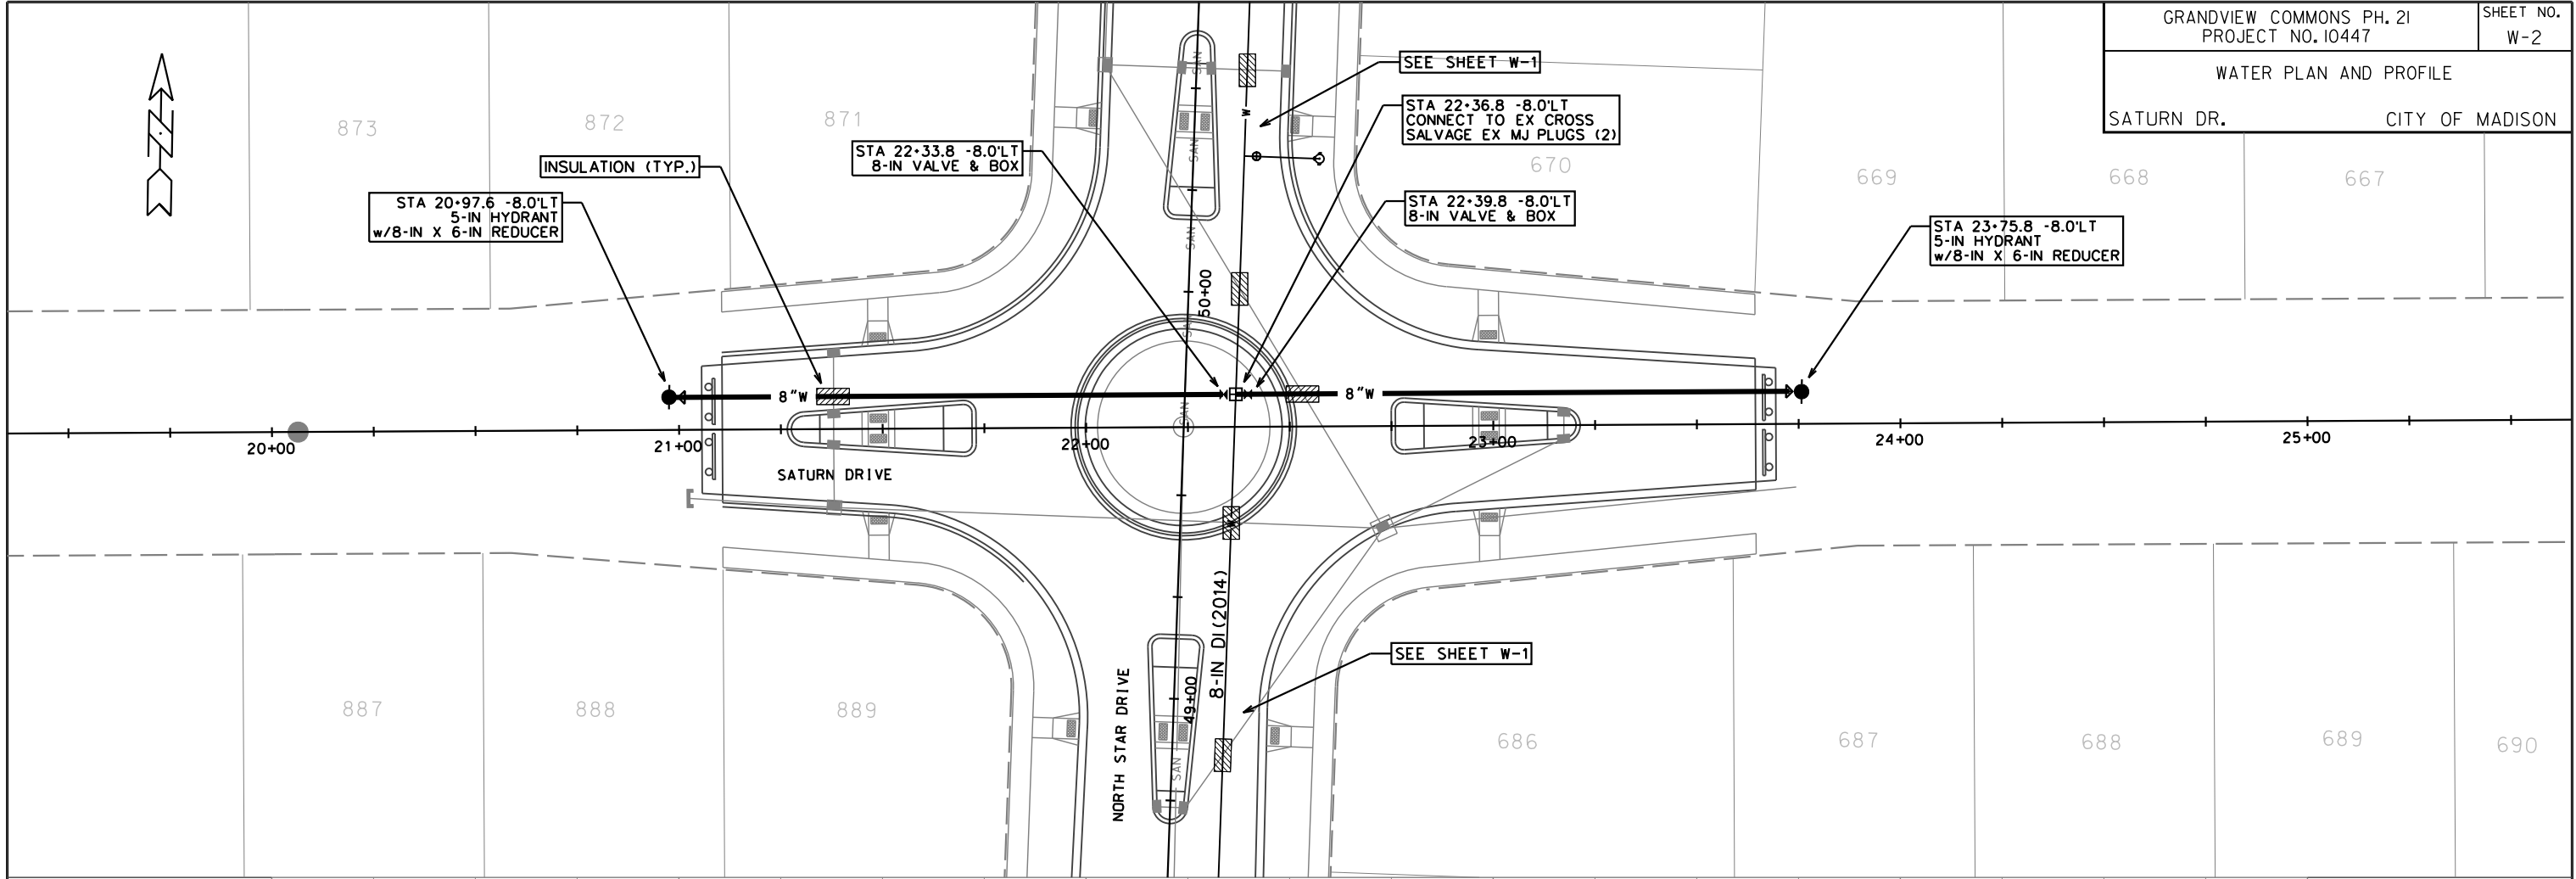 GRANDVIEW COMMONS PH. 21
PROJECT NO. 10447
SHEET NO.
W-2
WATER PLAN AND PROFILE
SATURN DR.
CITY OF MADISON
SEE SHEET W-1
STA 22+36.8 -8.0'LT
CONNECT TO EX CROSS
SALVAGE EX MJ PLUGS (2)
873
872
871
STA 22+33.8 -8.0'LT
8-IN VALVE & BOX
INSULATION (TYP.)
670
669
668
667
STA 20+97.6 -8.0'LT
5-IN HYDRANT
w/8-IN X 6-IN REDUCER
STA 22+39.8 -8.0'LT
8-IN VALVE & BOX
STA 23+75.8 -8.0'LT
5-IN HYDRANT
w/8-IN X 6-IN REDUCER
N
SAN
W
SAN
SAN
50+00
SAN
8"W
8"W
SAN
20+00
21+00
22+00
23+00
24+00
25+00
SATURN DRIVE
8-IN DI(2014)
SEE SHEET W-1
NORTH STAR DRIVE
49+00
SAN
887
888
889
686
687
688
689
690